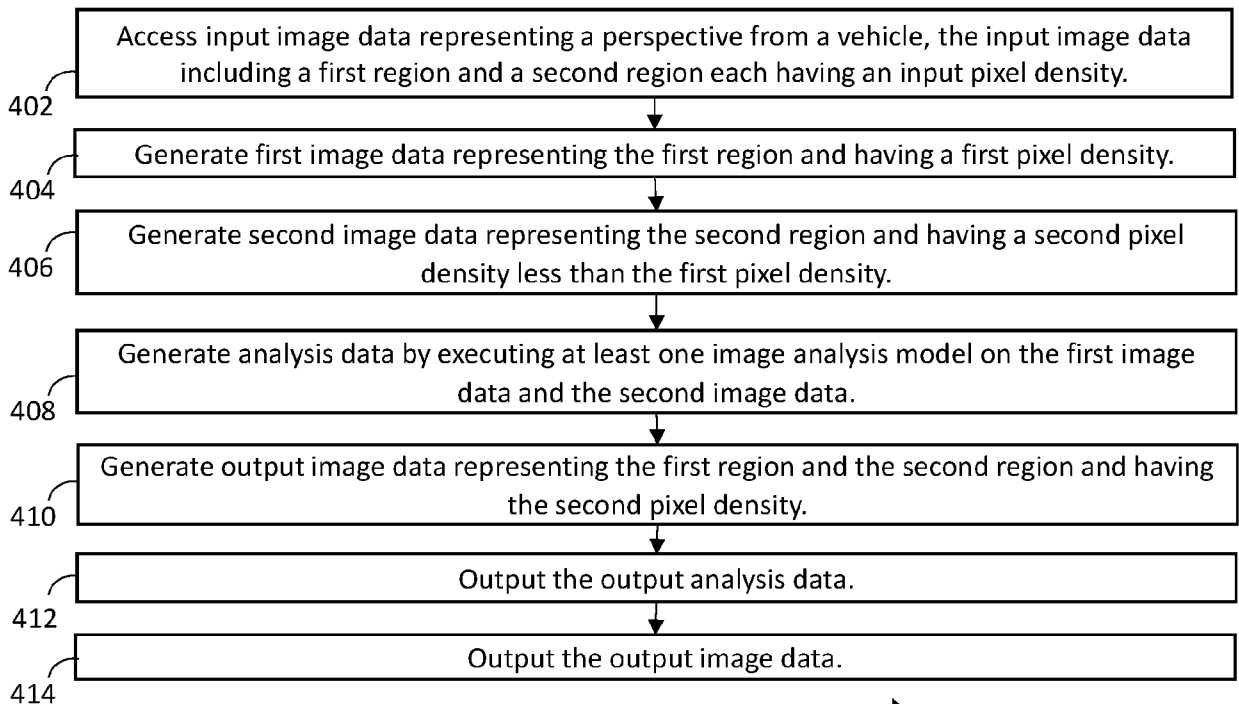 Access input image data representing a perspective from a vehicle, the input image data
including a first region and a second region each having an input pixel density.
402
Generate first image data representing the first region and having a first pixel density.
404
Generate second image data representing the second region and having a second pixel
density less than the first pixel density.
406
Generate analysis data by executing at least one image analysis model on the first image
data and the second image data.
408
Generate output image data representing the first region and the second region and having
the second pixel density.
410
Output the output analysis data.
412
Output the output image data.
414